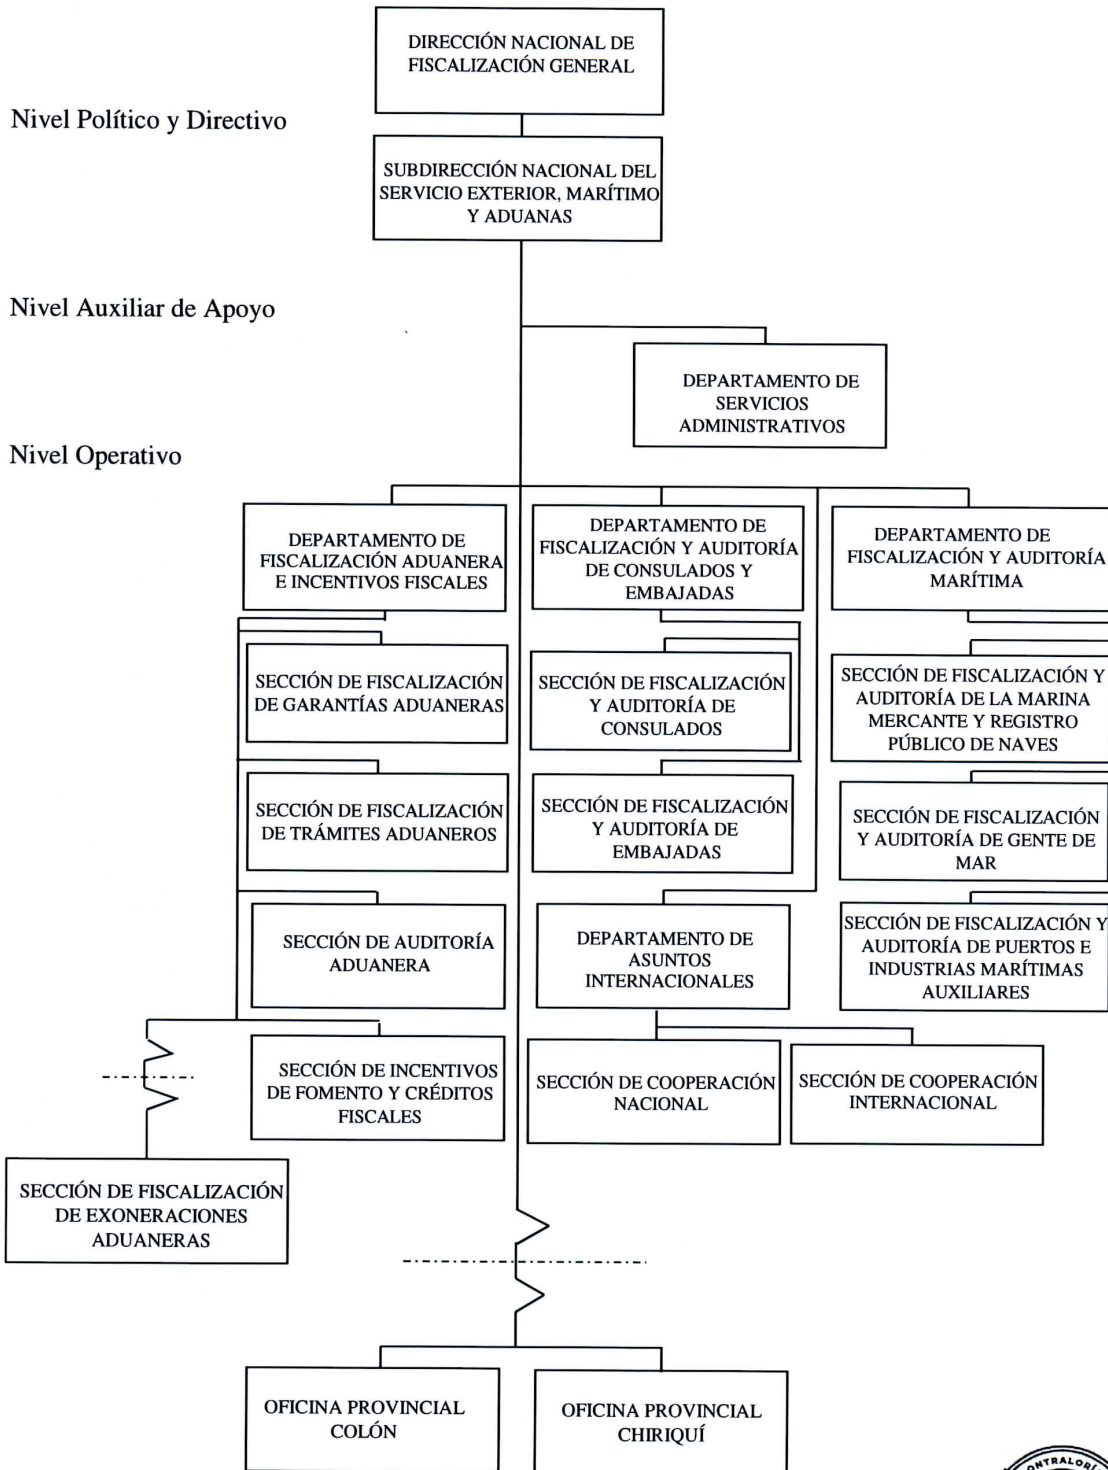 DIRECCIÓN NACIONAL DE
FISCALIZACIÓN GENERAL
Nivel Político y Directivo
SUBDIRECCIÓN NACIONAL DEL
SERVICIO EXTERIOR, MARÍTIMO
Y ADUANAS
Nivel Auxiliar de Apoyo
DEPARTAMENTO DE
SERVICIOS
ADMINISTRATIVOS
Nivel Operativo
DEPARTAMENTO DE
FISCALIZACIÓN ADUANERA
E INCENTIVOS FISCALES
DEPARTAMENTO DE
FISCALIZACIÓN Y AUDITORÍA
DE CONSULADOS Y
EMBAJADAS
DEPARTAMENTO DE
FISCALIZACIÓN Y AUDITORÍA
MARÍTIMA
SECCIÓN DE FISCALIZACIÓN
DE GARANTÍAS ADUANERAS
SECCIÓN DE FISCALIZACIÓN
Y AUDITORÍA DE
CONSULADOS
SECCIÓN DE FISCALIZACIÓN Y
AUDITORÍA DE LA MARINA
MERCANTE Y REGISTRO
PÚBLICO DE NAVES
SECCIÓN DE FISCALIZACIÓN
DE TRÁMITES ADUANEROS
SECCIÓN DE FISCALIZACIÓN
Y AUDITORÍA DE
EMBAJADAS
SECCIÓN DE FISCALIZACIÓN
Y AUDITORÍA DE GENTE DE
MAR
SECCIÓN DE AUDITORÍA
ADUANERA
DEPARTAMENTO DE
ASUNTOS
INTERNACIONALES
SECCIÓN DE FISCALIZACIÓN Y
AUDITORÍA DE PUERTOS E
INDUSTRIAS MARÍTIMAS
AUXILIARES
SECCIÓN DE INCENTIVOS
DE FOMENTO Y CRÉDITOS
FISCALES
SECCIÓN DE COOPERACIÓN
NACIONAL
SECCIÓN DE COOPERACIÓN
INTERNACIONAL
SECCIÓN DE FISCALIZACIÓN
DE EXONERACIONES
ADUANERAS
OFICINA PROVINCIAL
COLÓN
OFICINA PROVINCIAL
CHIRIQUÍ